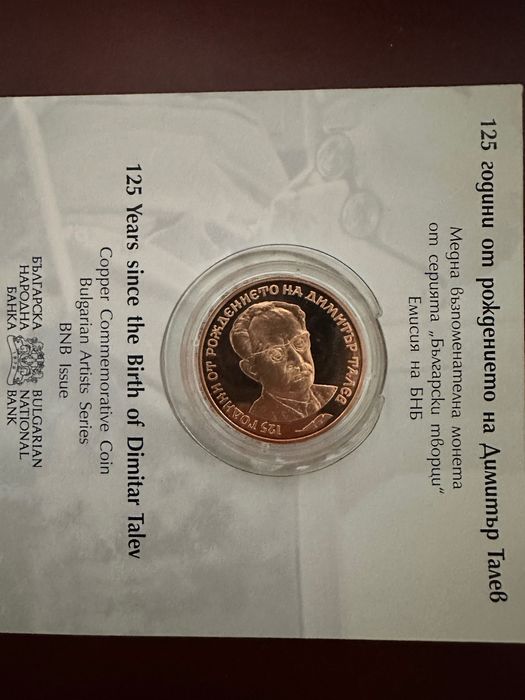 125 години от рождението на Димитър Талев
Медна възпоменателна монета
от серията „Български творци“
Емисия на БНБ
125 ГОДИНИ ОТ РОЖДЕНИЕТО НА ДИМИТЪР ТАЛЕВ
125 Years since the Birth of Dimitar Talev
Copper Commemorative Coin
Bulgarian Artists Series
BNB Issue
БЪЛГАРСКА
НАРОДНА
БАНКА
BULGARIAN
NATIONAL
BANK